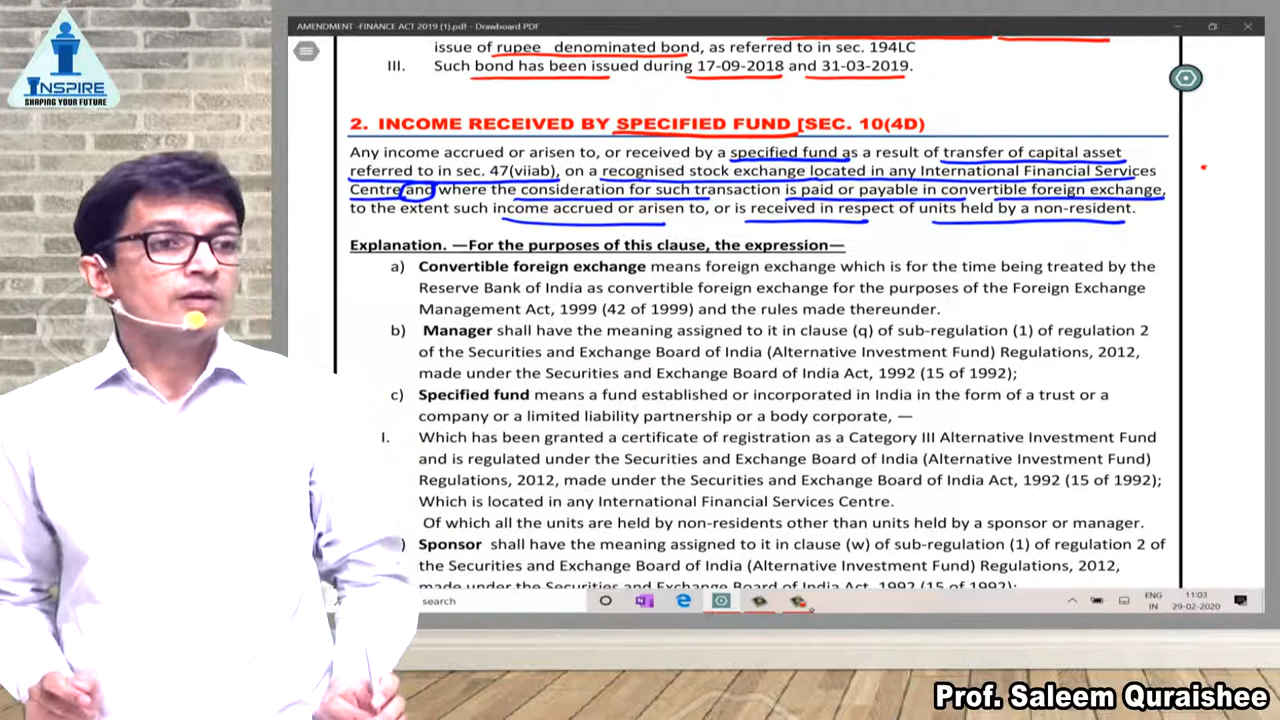 INSPIRE
SHAPING YOUR FUTURE
AMENDMENT -FINANCE ACT 2019 (1).pdf - Drawboard PDF
issue of rupee denominated bond, as referred to in sec. 194LC
III. Such bond has been issued during 17-09-2018 and 31-03-2019.
2. INCOME RECEIVED BY SPECIFIED FUND [SEC. 10(4D)
Any income accrued or arisen to, or received by a specified fund as a result of transfer of capital asset
referred to in sec. 47(viiab), on a recognised stock exchange located in any International Financial Services
Centre and where the consideration for such transaction is paid or payable in convertible foreign exchange,
to the extent such income accrued or arisen to, or is received in respect of units held by a non-resident.
Explanation. —For the purposes of this clause, the expression—
a) Convertible foreign exchange means foreign exchange which is for the time being treated by the
Reserve Bank of India as convertible foreign exchange for the purposes of the Foreign Exchange
Management Act, 1999 (42 of 1999) and the rules made thereunder.
b) Manager shall have the meaning assigned to it in clause (q) of sub-regulation (1) of regulation 2
of the Securities and Exchange Board of India (Alternative Investment Fund) Regulations, 2012,
made under the Securities and Exchange Board of India Act, 1992 (15 of 1992);
c) Specified fund means a fund established or incorporated in India in the form of a trust or a
company or a limited liability partnership or a body corporate, —
I. Which has been granted a certificate of registration as a Category III Alternative Investment Fund
and is regulated under the Securities and Exchange Board of India (Alternative Investment Fund)
Regulations, 2012, made under the Securities and Exchange Board of India Act, 1992 (15 of 1992);
Which is located in any International Financial Services Centre.
Of which all the units are held by non-residents other than units held by a sponsor or manager.
) Sponsor shall have the meaning assigned to it in clause (w) of sub-regulation (1) of regulation 2 of
the Securities and Exchange Board of India (Alternative Investment Fund) Regulations, 2012,
made under the Securities and Exchange Board of India Act, 1992 (15 of 1992);
search
ENG
IN
11:03
29-02-2020
Prof. Saleem Quraishee